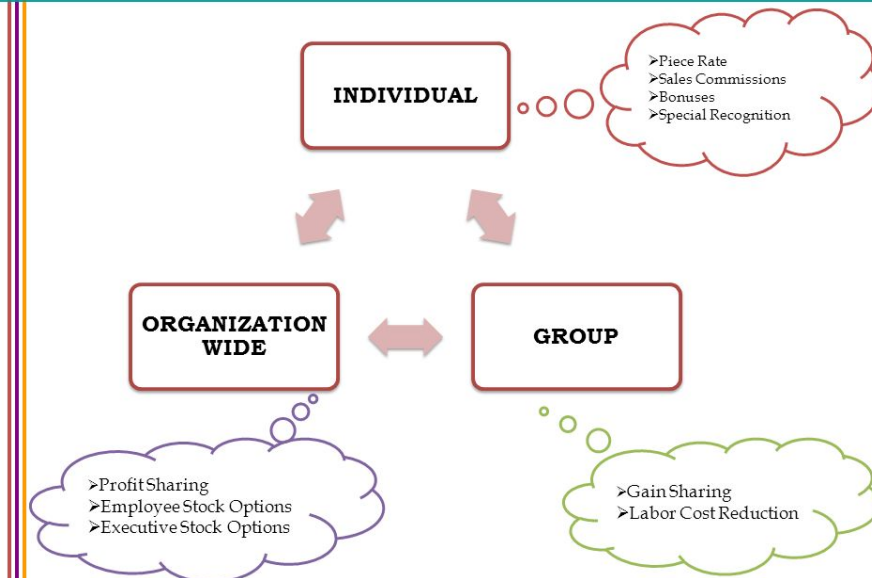 INDIVIDUAL
➢Piece Rate
➢Sales Commissions
➢Bonuses
➢Special Recognition
ORGANIZATION
WIDE
GROUP
➢Profit Sharing
➢Employee Stock Options
➢Executive Stock Options
➢Gain Sharing
➢Labor Cost Reduction